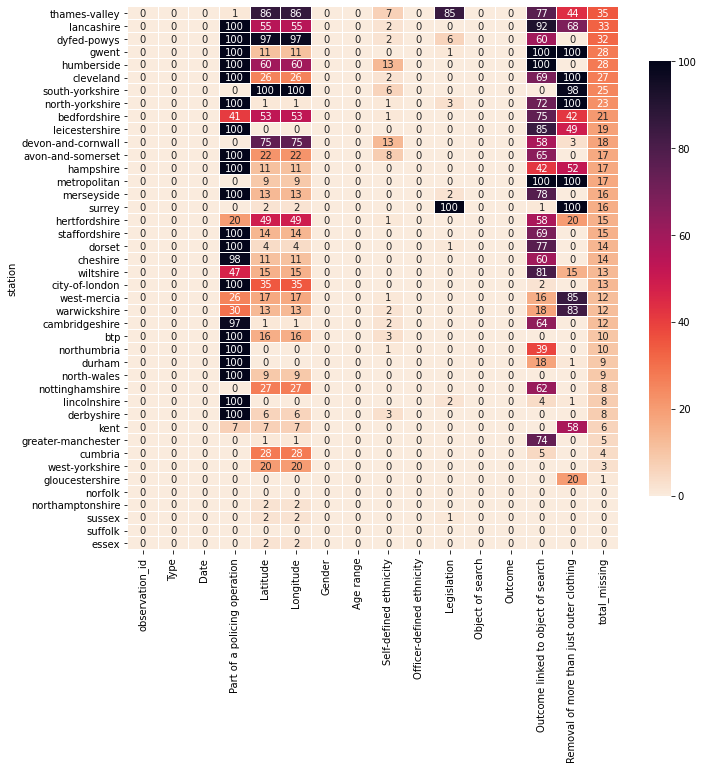 thames-valley 0 0 0 1 86 86 0 0 7 0 85 0 0 77 44 35
lancashire 0 0 0 100 55 55 0 0 2 0 0 0 0 92 68 33
dyfed-powys 0 0 0 100 97 97 0 0 2 0 6 0 0 60 0 32
gwent 0 0 0 100 11 11 0 0 0 0 1 0 0 100 100 28
humberside 0 0 0 100 60 60 0 0 13 0 0 0 0 100 0 28
cleveland 0 0 0 100 26 26 0 0 2 0 0 0 0 69 100 27
south-yorkshire 0 0 0 0 100 100 0 0 6 0 0 0 0 0 98 25
north-yorkshire 0 0 0 100 1 1 0 0 1 0 3 0 0 72 100 23
bedfordshire 0 0 0 41 53 53 0 0 1 0 0 0 0 75 42 21
leicestershire 0 0 0 100 0 0 0 0 0 0 0 0 0 85 49 19
devon-and-cornwall 0 0 0 0 75 75 0 0 13 0 0 0 0 58 3 18
avon-and-somerset 0 0 0 100 22 22 0 0 8 0 0 0 0 65 0 17
hampshire 0 0 0 100 11 11 0 0 0 0 0 0 0 42 52 17
metropolitan 0 0 0 0 9 9 0 0 0 0 0 0 0 100 100 17
merseyside 0 0 0 100 13 13 0 0 0 0 2 0 0 78 0 16
surrey 0 0 0 0 2 2 0 0 0 0 100 0 0 1 100 16
hertfordshire 0 0 0 20 49 49 0 0 1 0 0 0 0 58 20 15
staffordshire 0 0 0 100 14 14 0 0 0 0 0 0 0 69 0 15
dorset 0 0 0 100 4 4 0 0 0 0 1 0 0 77 0 14
cheshire 0 0 0 98 11 11 0 0 0 0 0 0 0 60 0 14
wiltshire 0 0 0 47 15 15 0 0 0 0 0 0 0 81 15 13
city-of-london 0 0 0 100 35 35 0 0 0 0 0 0 0 2 0 13
west-mercia 0 0 0 26 17 17 0 0 1 0 0 0 0 16 85 12
warwickshire 0 0 0 30 13 13 0 0 2 0 0 0 0 18 83 12
cambridgeshire 0 0 0 97 1 1 0 0 2 0 0 0 0 64 0 12
btp 0 0 0 100 16 16 0 0 3 0 0 0 0 0 0 10
northumbria 0 0 0 100 0 0 0 0 1 0 0 0 0 39 0 10
durham 0 0 0 100 0 0 0 0 0 0 0 0 0 18 1 9
north-wales 0 0 0 100 9 9 0 0 0 0 0 0 0 0 0 9
nottinghamshire 0 0 0 0 27 27 0 0 0 0 0 0 0 62 0 8
lincolnshire 0 0 0 100 0 0 0 0 0 0 2 0 0 4 1 8
derbyshire 0 0 0 100 6 6 0 0 3 0 0 0 0 0 0 8
kent 0 0 0 7 7 7 0 0 0 0 0 0 0 0 58 6
greater-manchester 0 0 0 0 1 1 0 0 0 0 0 0 0 74 0 5
cumbria 0 0 0 0 28 28 0 0 0 0 0 0 0 5 0 4
west-yorkshire 0 0 0 0 20 20 0 0 0 0 0 0 0 0 0 3
gloucestershire 0 0 0 0 0 0 0 0 0 0 0 0 0 0 20 1
norfolk 0 0 0 0 0 0 0 0 0 0 0 0 0 0 0 0
northamptonshire 0 0 0 0 2 2 0 0 0 0 0 0 0 0 0 0
sussex 0 0 0 0 2 2 0 0 0 0 1 0 0 0 0 0
suffolk 0 0 0 0 0 0 0 0 0 0 0 0 0 0 0 0
essex 0 0 0 0 2 2 0 0 0 0 0 0 0 0 0 0
station
observation_id
Type
Date
Part of a policing operation
Latitude
Longitude
Gender
Age range
Self-defined ethnicity
Officer-defined ethnicity
Legislation
Object of search
Outcome
Outcome linked to object of search
Removal of more than just outer clothing
total_missing
100
80
60
40
20
0